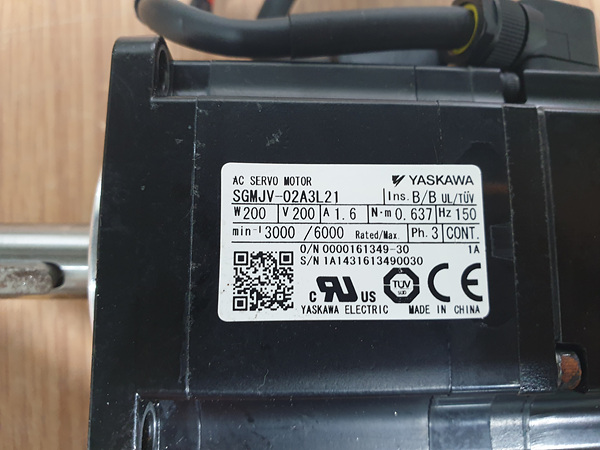 AC SERVO MOTOR YASKAWA
SGMJV-02A3L21 Ins. B/B UL/TÜV
W 200 V 200 A 1.6 N·m 0.637 Hz 150
min⁻¹ 3000 /6000 Rated/Max. Ph. 3 CONT.
O/N 0000161349-30 1A
S/N 1A1431613490030
C RU US TÜV CE
YASKAWA ELECTRIC MADE IN CHINA